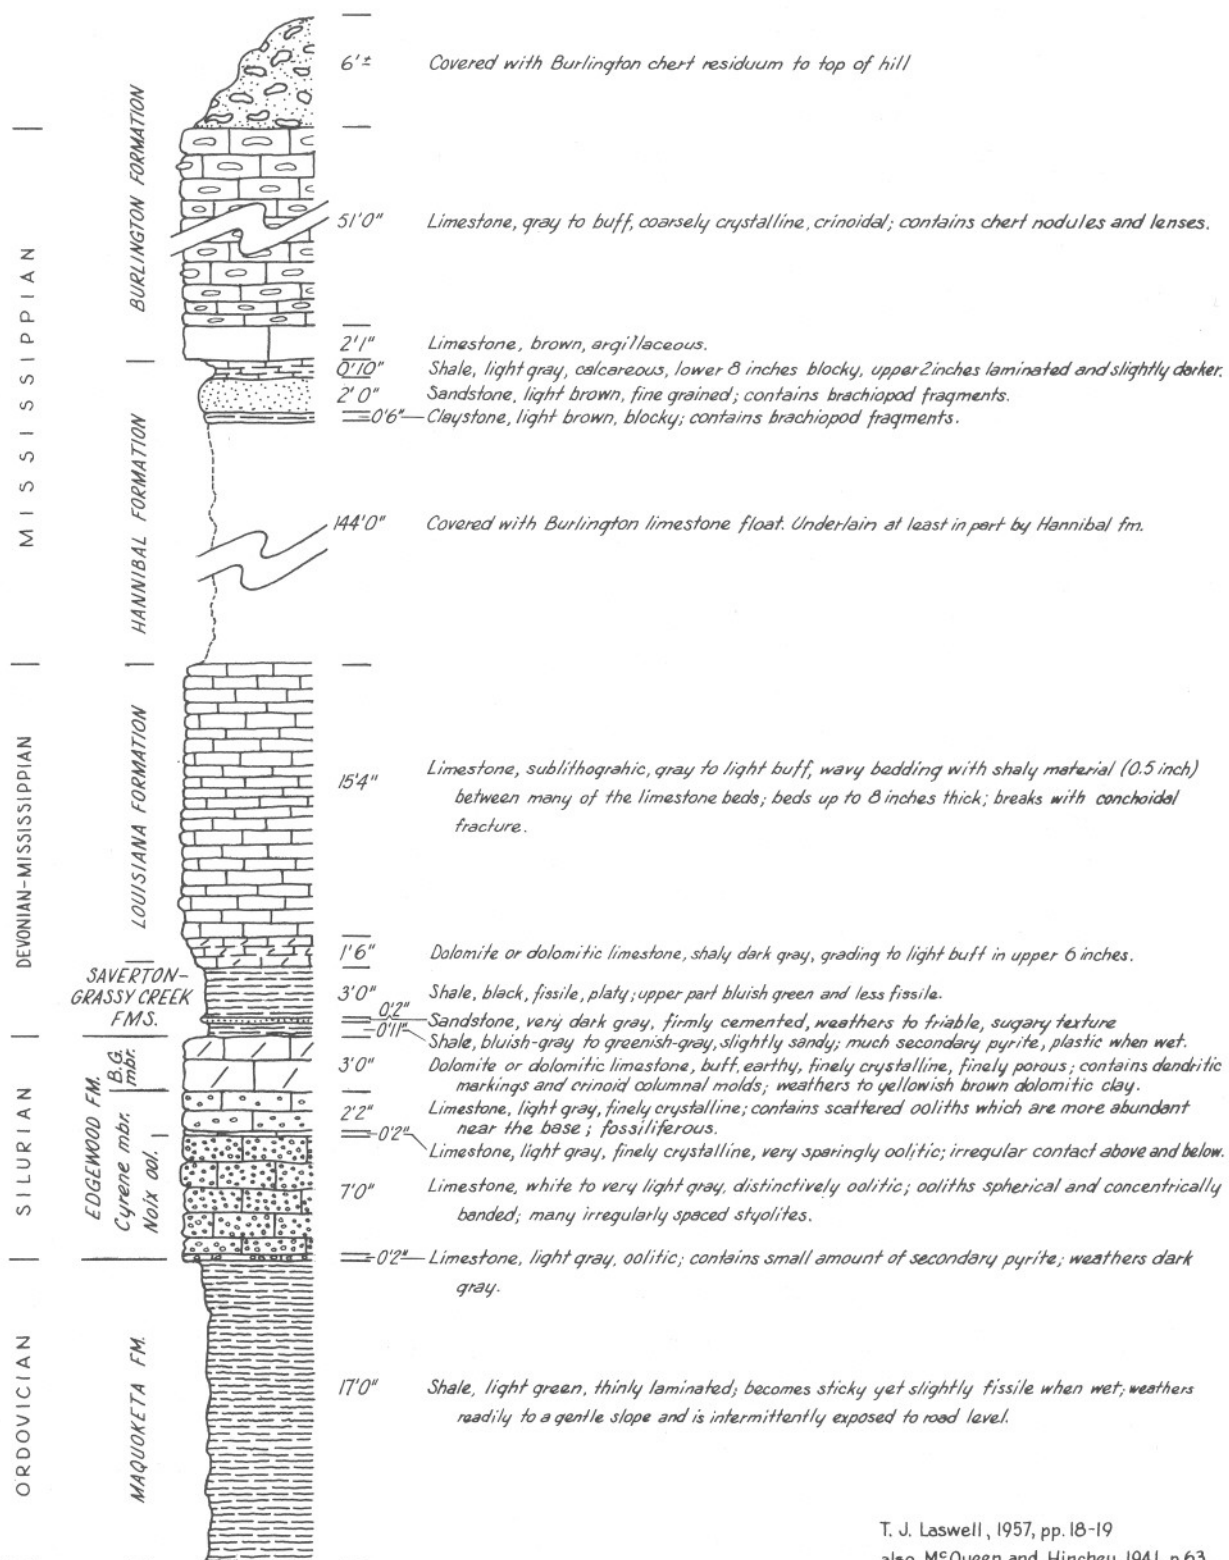 6'± Covered with Burlington chert residuum to top of hill
BURLINGTON FORMATION
51'0" Limestone, gray to buff, coarsely crystalline, crinoidal; contains chert nodules and lenses.
MISSISSIPPIAN
2'1" Limestone, brown, argillaceous.
0'10" Shale, light gray, calcareous, lower 8 inches blocky, upper 2 inches laminated and slightly darker.
2'0" Sandstone, light brown, fine grained; contains brachiopod fragments.
0'6" Claystone, light brown, blocky; contains brachiopod fragments.
HANNIBAL FORMATION
144'0" Covered with Burlington limestone float. Underlain at least in part by Hannibal fm.
DEVONIAN-MISSISSIPPIAN
LOUISIANA FORMATION
15'4" Limestone, sublithograhic, gray to light buff, wavy bedding with shaly material (0.5 inch)
between many of the limestone beds; beds up to 8 inches thick; breaks with conchoidal
fracture.
1'6" Dolomite or dolomitic limestone, shaly dark gray, grading to light buff in upper 6 inches.
SAVERTON-
GRASSY CREEK
FMS.
3'0" Shale, black, fissile, platy; upper part bluish green and less fissile.
0'2" Sandstone, very dark gray, firmly cemented, weathers to friable, sugary texture
0'11" Shale, bluish-gray to greenish-gray, slightly sandy; much secondary pyrite, plastic when wet.
SILURIAN
EDGEWOOD FM.
B.G.
mbr.
Cyrene mbr.
Noix ool.
3'0" Dolomite or dolomitic limestone, buff, earthy, finely crystalline, finely porous; contains dendritic
markings and crinoid columnal molds; weathers to yellowish brown dolomitic clay.
2'2" Limestone, light gray, finely crystalline; contains scattered ooliths which are more abundant
near the base; fossiliferous.
0'2" Limestone, light gray, finely crystalline, very sparingly oolitic; irregular contact above and below.
7'0" Limestone, white to very light gray, distinctively oolitic; ooliths spherical and concentrically
banded; many irregularly spaced styolites.
0'2" Limestone, light gray, oolitic; contains small amount of secondary pyrite; weathers dark
gray.
ORDOVICIAN
MAQUOKETA FM.
17'0" Shale, light green, thinly laminated; becomes sticky yet slightly fissile when wet; weathers
readily to a gentle slope and is intermittently exposed to road level.
T. J. Laswell, 1957, pp. 18-19
also McQueen and Hinchey, 1941, p. 63